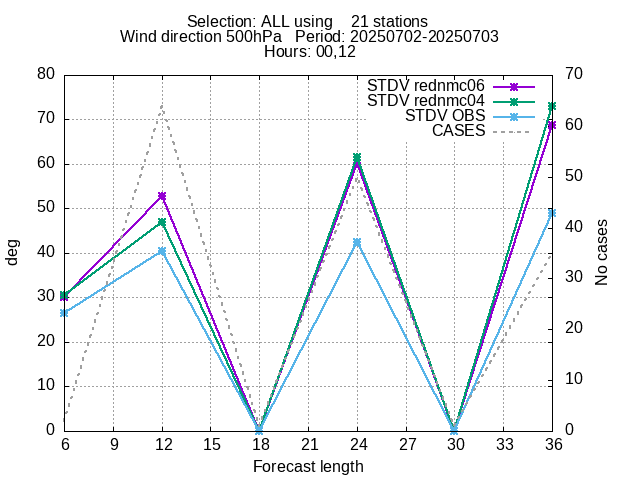 Selection: ALL using    21 stations
Wind direction 500hPa   Period: 20250702-20250703
Hours: 00,12
STDV rednmc06
STDV rednmc04
STDV OBS
CASES
80
70
60
50
40
30
20
10
0
deg
70
60
50
40
30
20
10
0
No cases
6 9 12 15 18 21 24 27 30 33 36
Forecast length